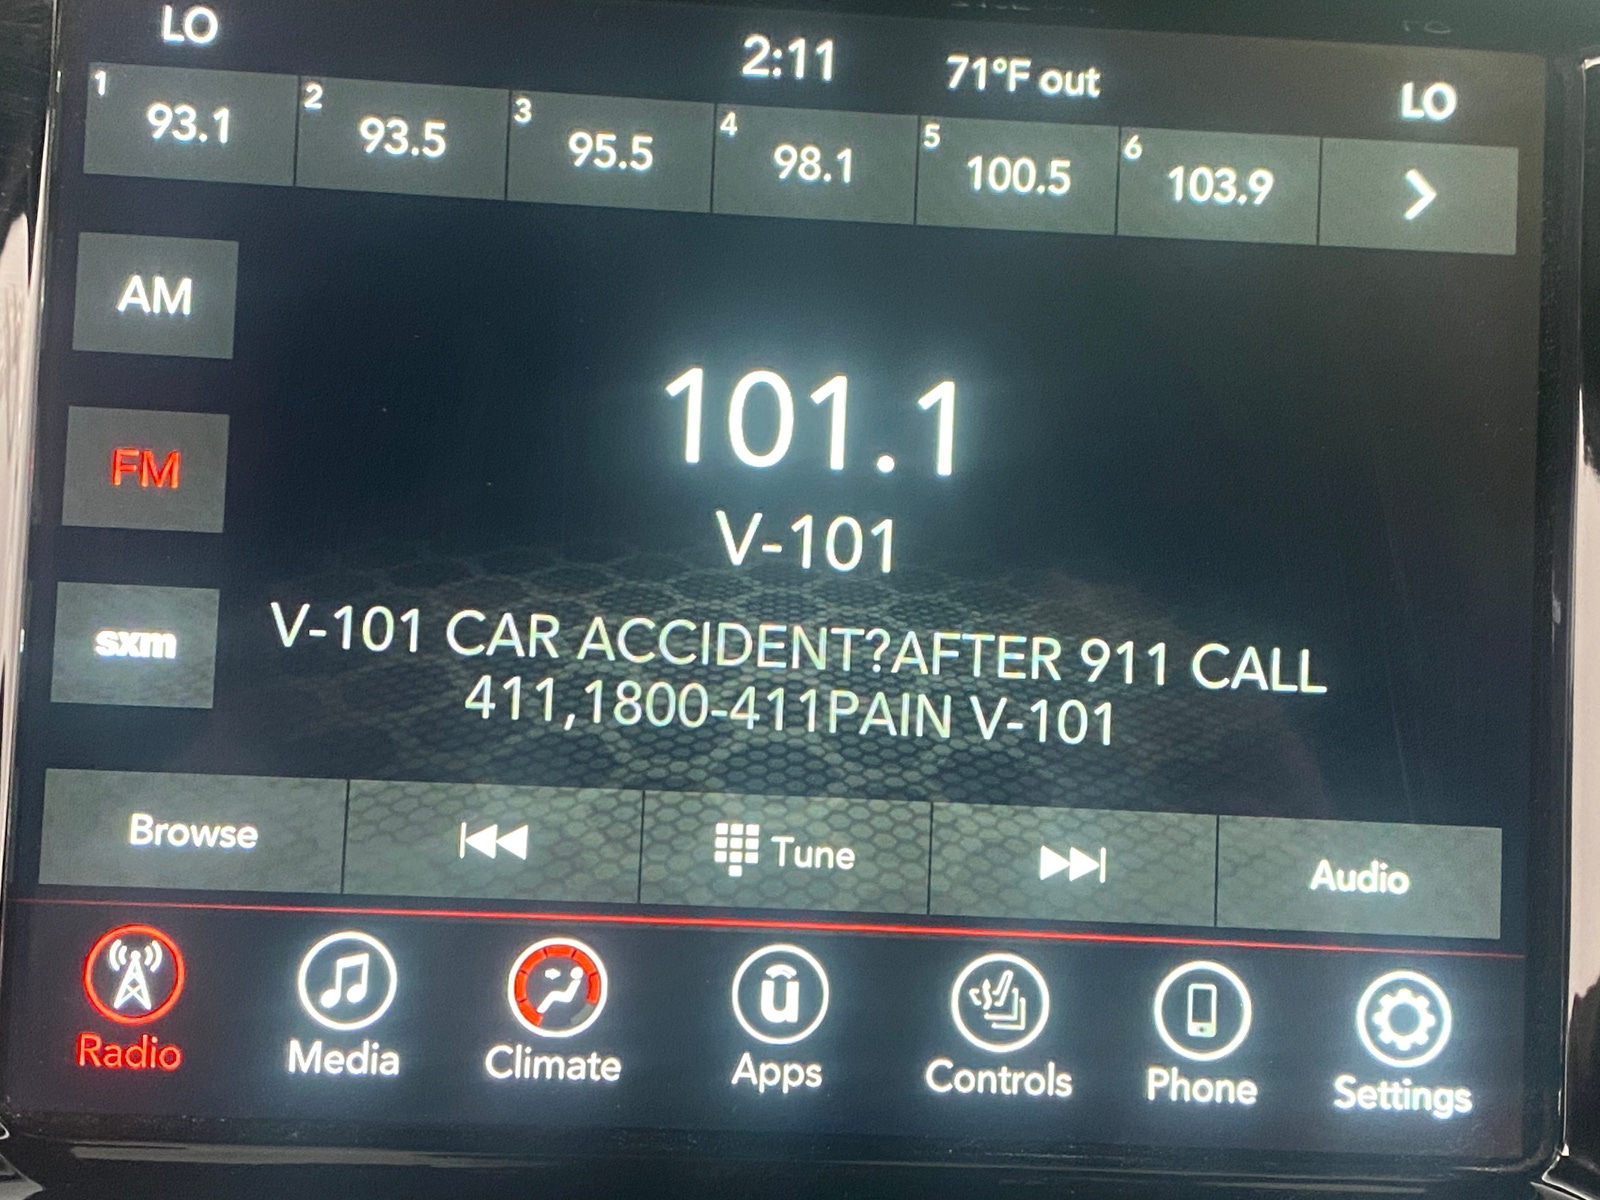 LO
2:11
71°F out
LO
1 93.1
2 93.5
3 95.5
4 98.1
5 100.5
6 103.9
AM
FM
sxm
101.1
V-101
V-101 CAR ACCIDENT?AFTER 911 CALL
411,1800-411PAIN V-101
Browse
Tune
Audio
Radio
Media
Climate
Apps
Controls
Phone
Settings